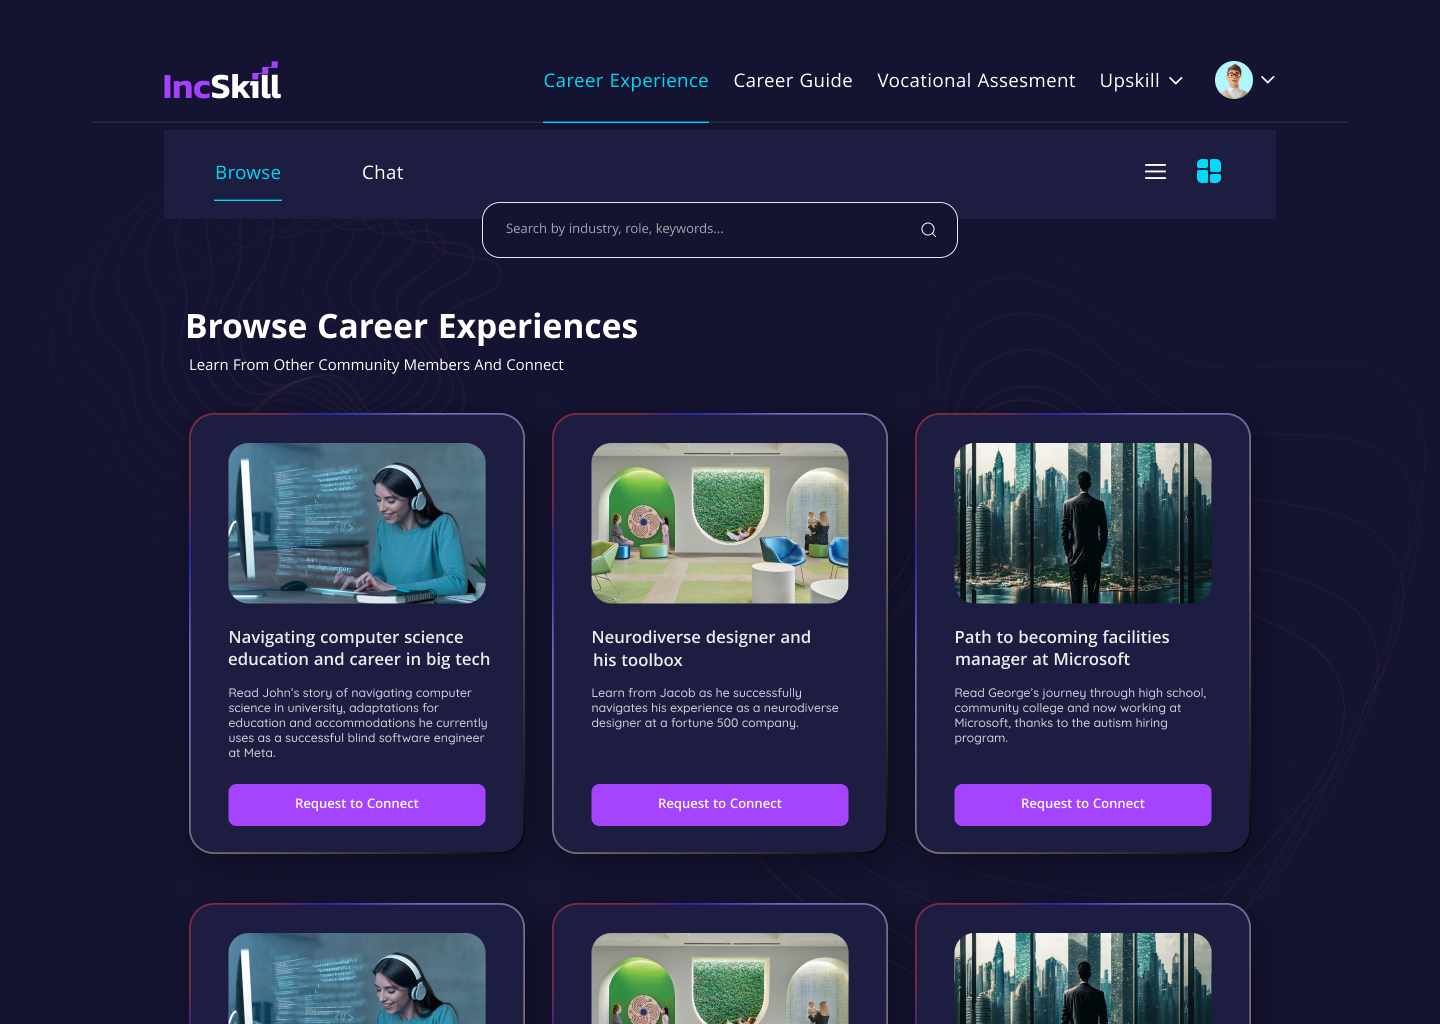 IncSkill
Career Experience
Career Guide
Vocational Assesment
Upskill
Browse
Chat
Search by industry, role, keywords...
Browse Career Experiences
Learn From Other Community Members And Connect
Navigating computer science
education and career in big tech
Read John's story of navigating computer
science in university, adaptations for
education and accommodations he currently
uses as a successful blind software engineer
at Meta.
Request to Connect
Neurodiverse designer and
his toolbox
Learn from Jacob as he successfully
navigates his experience as a neurodiverse
designer at a fortune 500 company.
Request to Connect
Path to becoming facilities
manager at Microsoft
Read George's journey through high school,
community college and now working at
Microsoft, thanks to the autism hiring
program.
Request to Connect